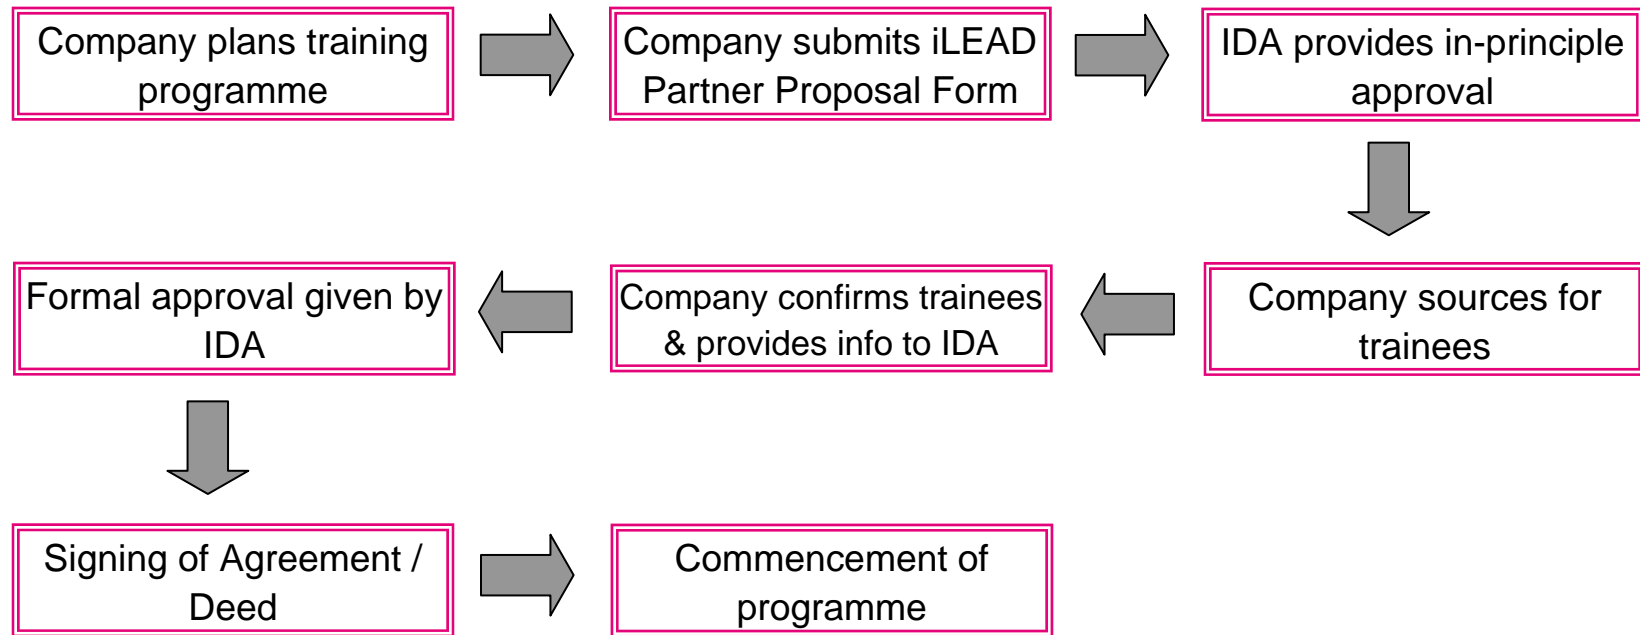 Company plans training
programme
Company submits iLEAD
Partner Proposal Form
IDA provides in-principle
approval
Company sources for
trainees
Company confirms trainees
& provides info to IDA
Formal approval given by
IDA
Signing of Agreement /
Deed
Commencement of
programme